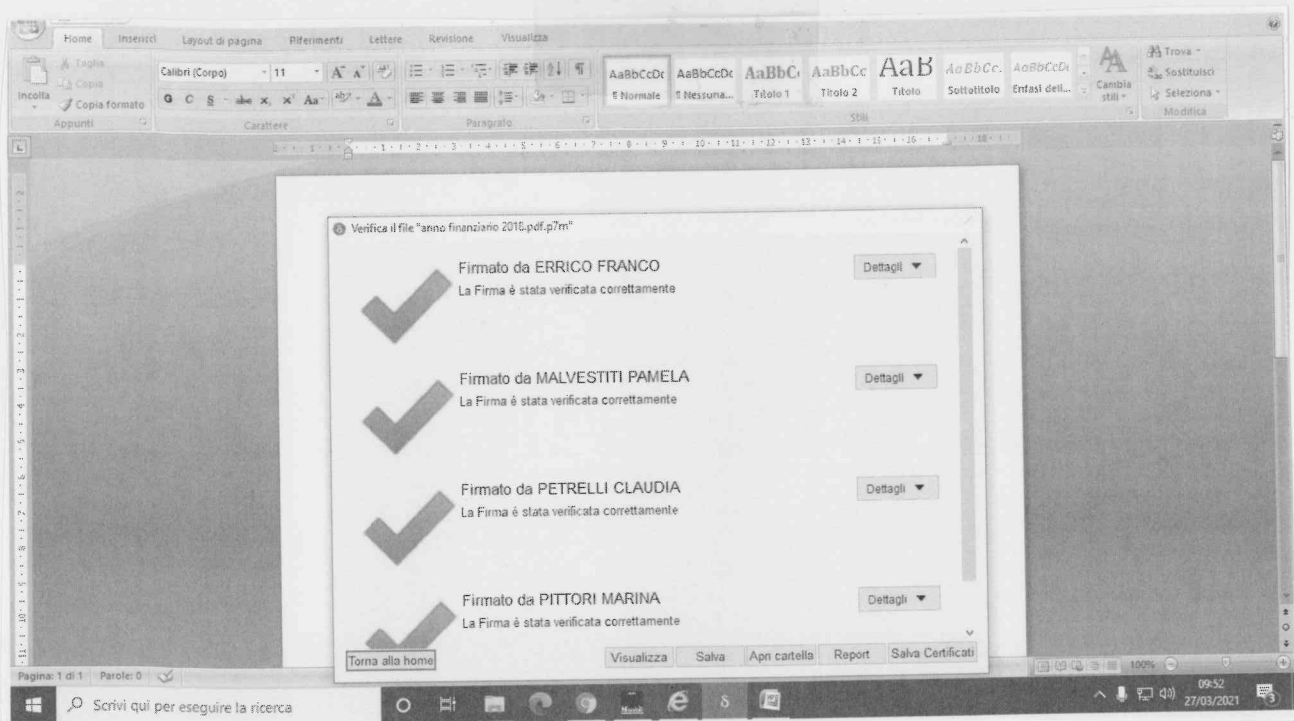 Home Inserisci Layout di pagina Riferimenti Lettere Revisione Visualizza
Taglia
Copia
Incolla
Copia formato
Calibri (Corpo) 11
G C S abc x₂ x² Aa
AaBbCcDc AaBbCcDc AaBbC AaBbCc AaB AaBbCc. AaBbCcDi
¶ Normale ¶ Nessuna... Titolo 1 Titolo 2 Titolo Sottotitolo Enfasi deli...
Cambia stili
Trova
Sostituisci
Seleziona
Appunti Carattere Paragrafo Stili Modifica
Verifica il file "anno finanziario 2018.pdf.p7m"
Firmato da ERRICO FRANCO
Dettagli
La Firma è stata verificata correttamente
Firmato da MALVESTITI PAMELA
Dettagli
La Firma è stata verificata correttamente
Firmato da PETRELLI CLAUDIA
Dettagli
La Firma è stata verificata correttamente
Firmato da PITTORI MARINA
Dettagli
La Firma è stata verificata correttamente
Torna alla home Visualizza Salva Apri cartella Report Salva Certificati
Pagina: 1 di 1 Parole: 0
100%
Scrivi qui per eseguire la ricerca
09:52
27/03/2021